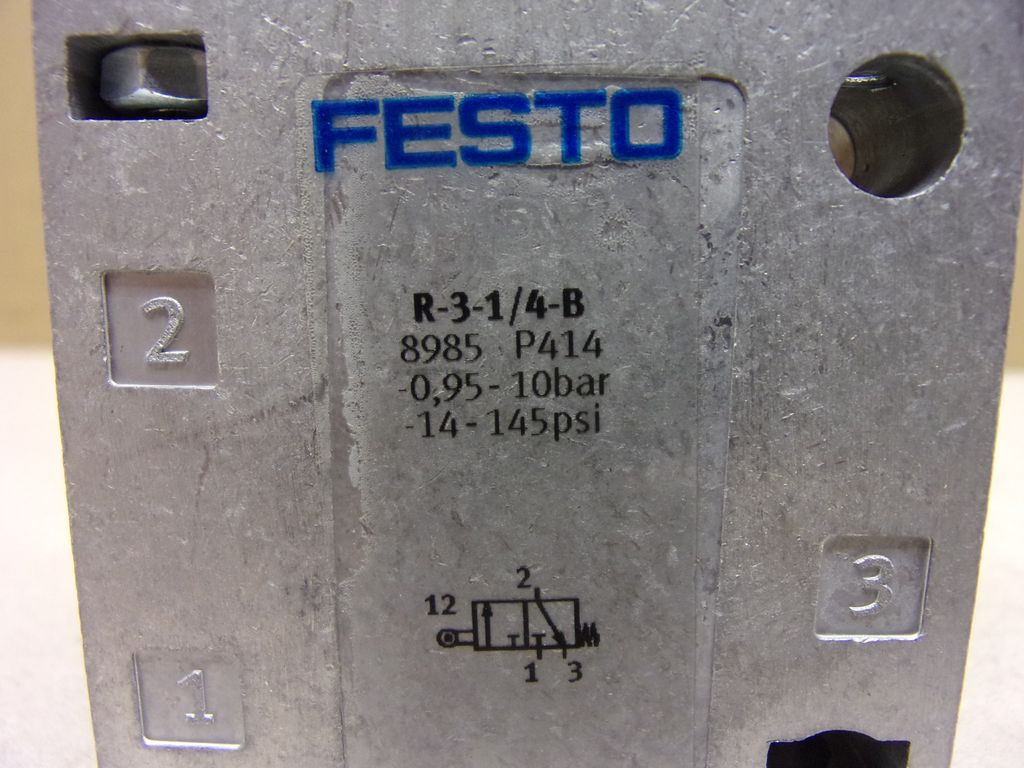 FESTO
R-3-1/4-B
8985 P414
-0,95-10bar
-14-145psi
2
1
3
2
12
1 3